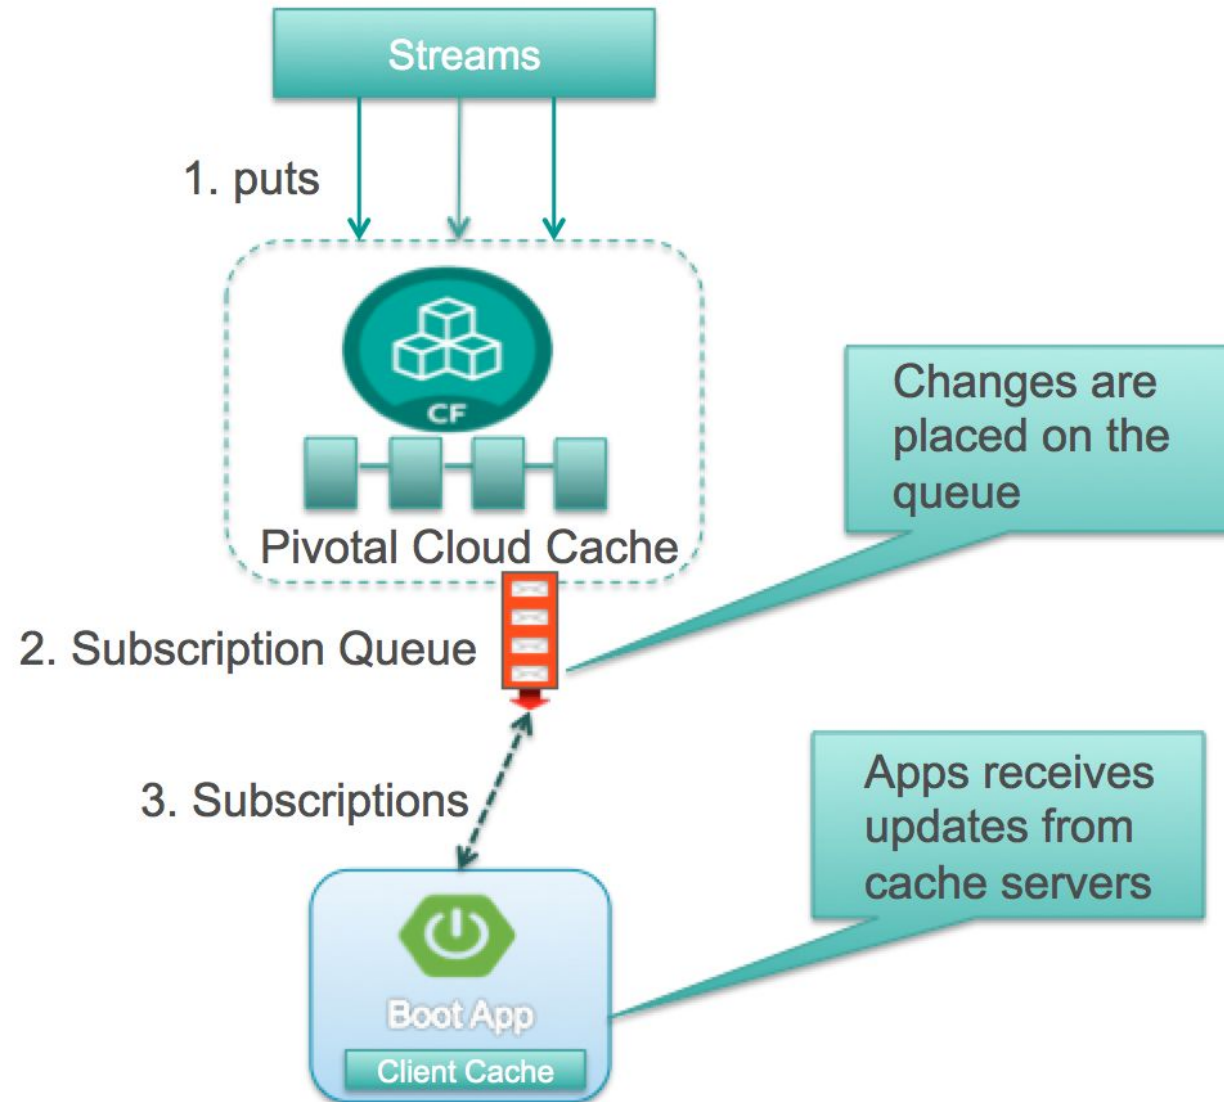 Streams
1. puts
CF
Pivotal Cloud Cache
Changes are
placed on the
queue
2. Subscription Queue
3. Subscriptions
Apps receives
updates from
cache servers
Boot App
Client Cache